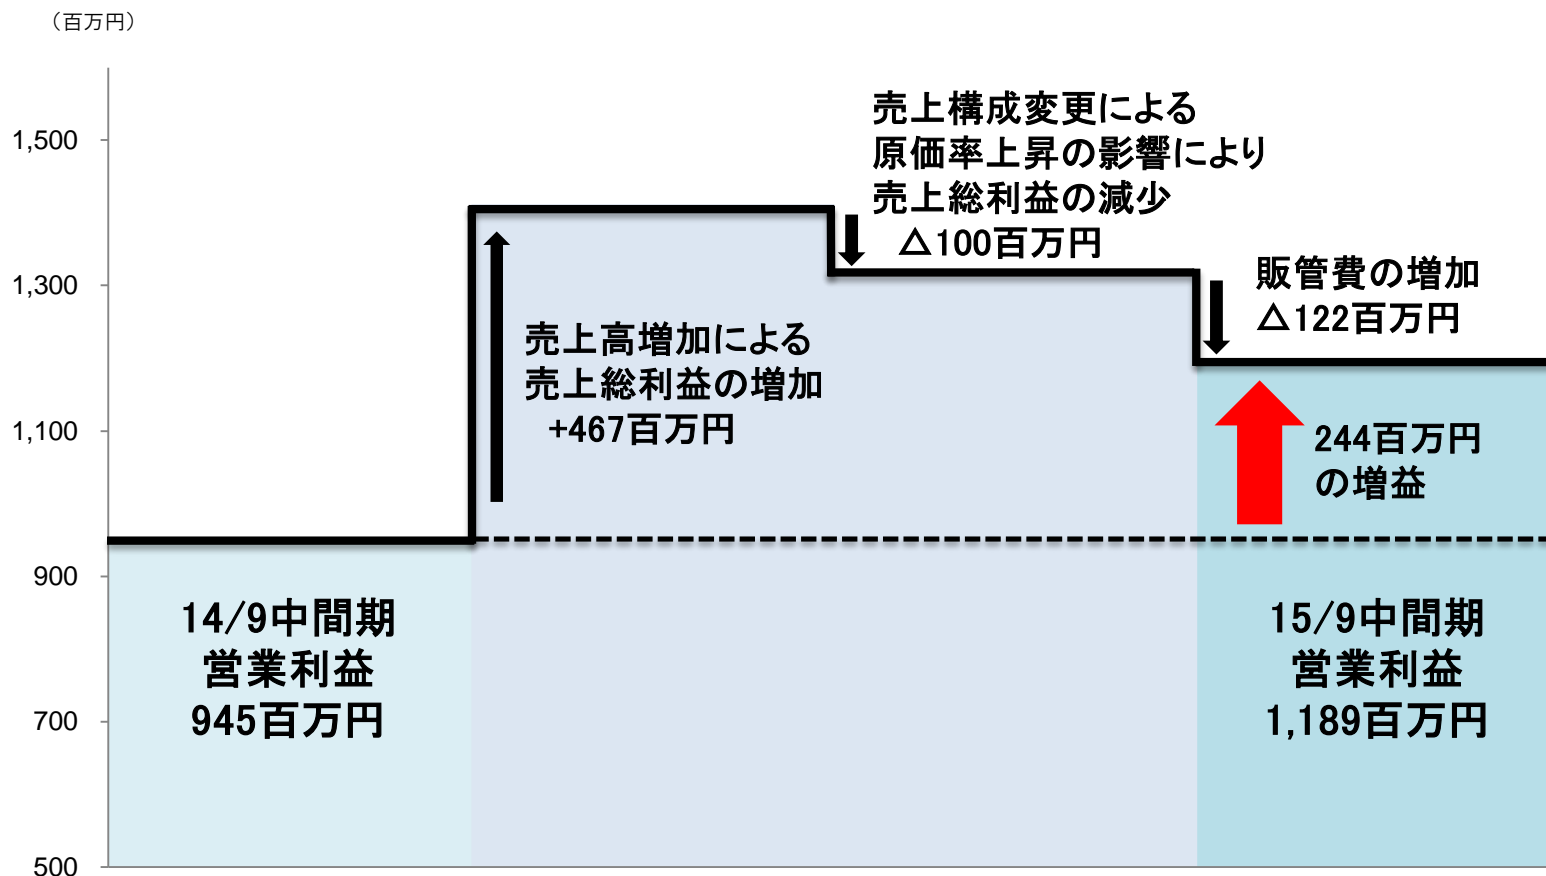 （百万円）
1,500
1,300
1,100
900
700
500
売上構成変更による
原価率上昇の影響により
売上総利益の減少
△100百万円
販管費の増加
△122百万円
売上高増加による
売上総利益の増加
+467百万円
244百万円
の増益
14/9中間期
営業利益
945百万円
15/9中間期
営業利益
1,189百万円